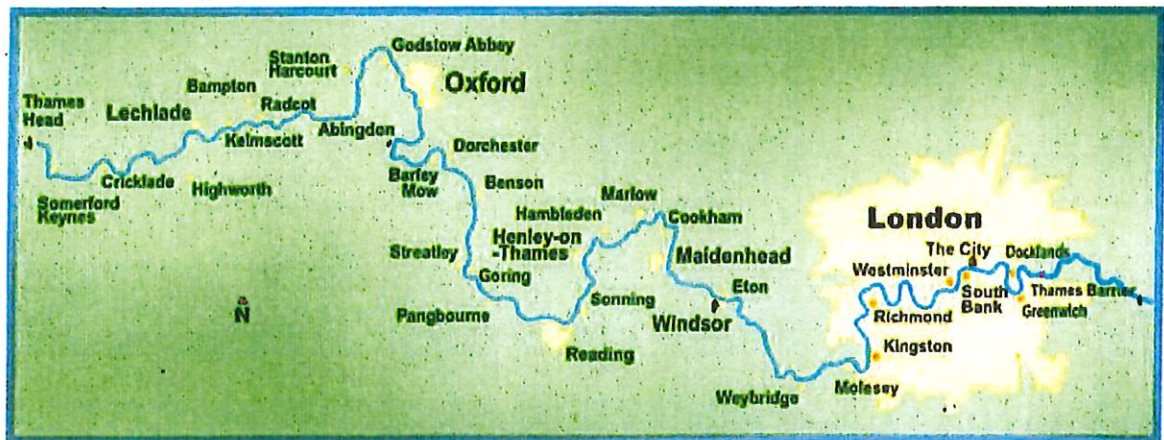 Thames
Head
Somerford
Keynes
Cricklade
Highworth
Lechlade
Bampton
Kelmscott
Radcot
Stanton
Harcourt
Godstow Abbey
Oxford
Abingdon
Barley
Mow
Dorchester
Benson
Streatley
Goring
Pangbourne
Reading
Sonning
Henley-on
-Thames
Hambleden
Marlow
Cookham
Maidenhead
Eton
Windsor
Weybridge
Molesey
Kingston
Richmond
London
Westminster
The City
South
Bank
Docklands
Greenwich
Thames Barrier
N